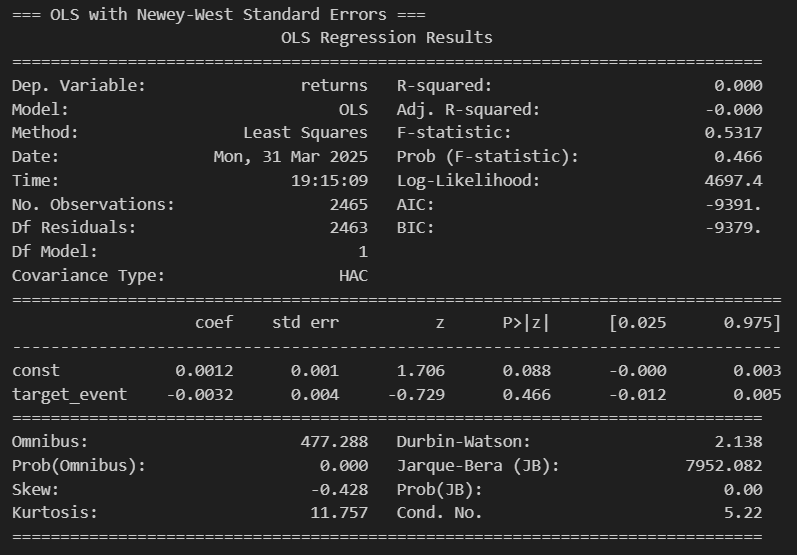 === OLS with Newey-West Standard Errors ===
                            OLS Regression Results
==============================================================================
Dep. Variable:                returns   R-squared:                       0.000
Model:                            OLS   Adj. R-squared:                 -0.000
Method:                 Least Squares   F-statistic:                    0.5317
Date:                Mon, 31 Mar 2025   Prob (F-statistic):              0.466
Time:                        19:15:09   Log-Likelihood:                 4697.4
No. Observations:                2465   AIC:                            -9391.
Df Residuals:                    2463   BIC:                            -9379.
Df Model:                           1
Covariance Type:                  HAC
================================================================================
                   coef    std err          z      P>|z|      [0.025      0.975]
--------------------------------------------------------------------------------
const            0.0012      0.001      1.706      0.088      -0.000       0.003
target_event    -0.0032      0.004     -0.729      0.466      -0.012       0.005
==============================================================================
Omnibus:                      477.288   Durbin-Watson:                   2.138
Prob(Omnibus):                  0.000   Jarque-Bera (JB):             7952.082
Skew:                          -0.428   Prob(JB):                         0.00
Kurtosis:                      11.757   Cond. No.                         5.22
==============================================================================